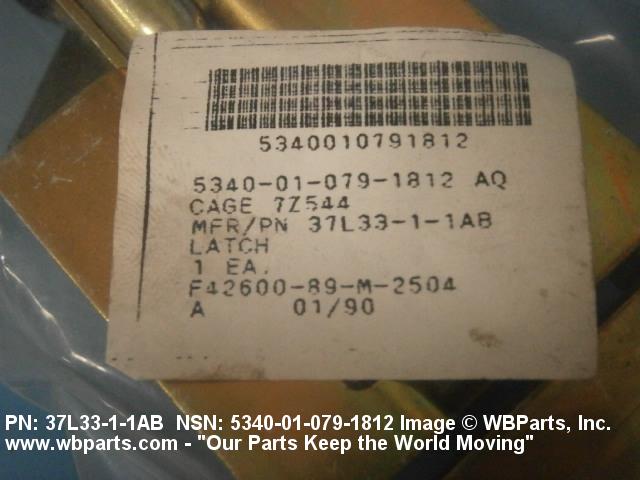 5340010791812
5340-01-079-1812 AQ
CAGE 7Z544
MFR/PN 37L33-1-1AB
LATCH
1 EA.
F42600-89-M-2504
A 01/90
PN: 37L33-1-1AB NSN: 5340-01-079-1812 Image © WBParts, Inc.
www.wbparts.com - "Our Parts Keep the World Moving"